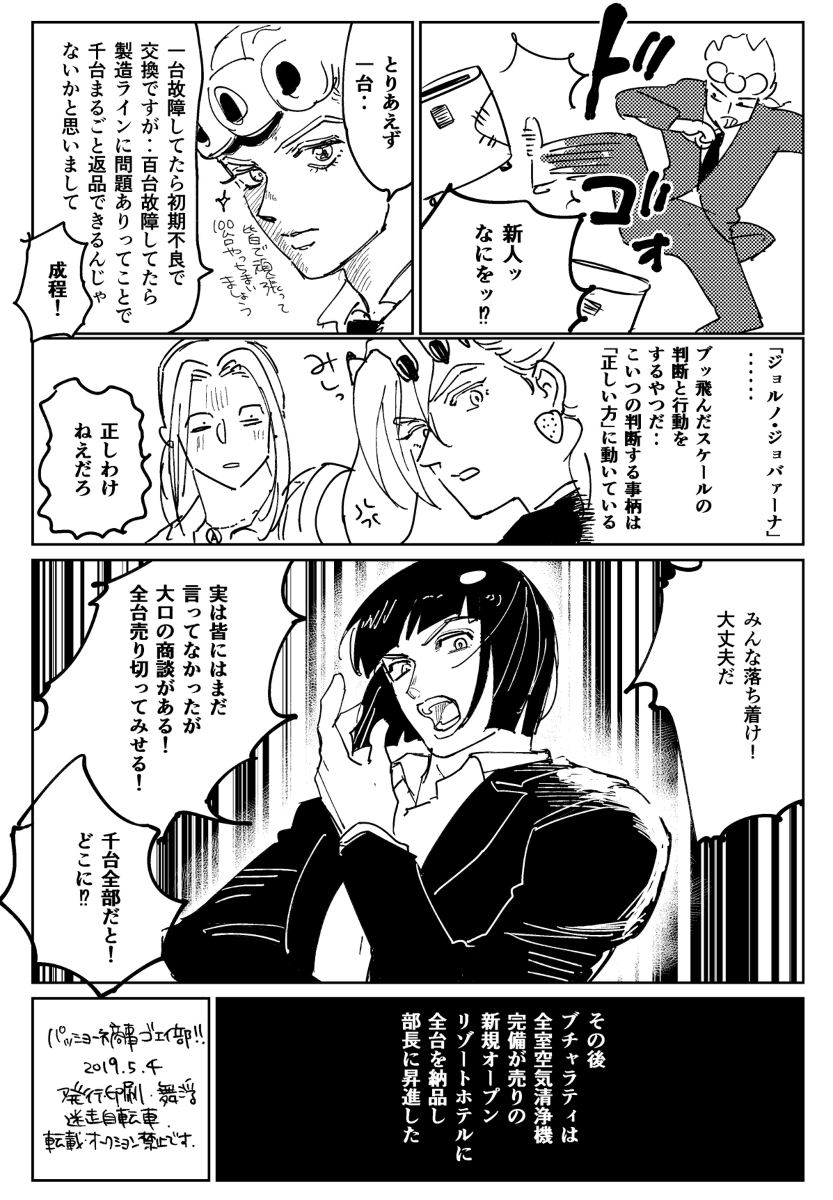 ドゴォ
新人ッ
なにをッ!?
とりあえず
一台‥
皆で頑張って
100台やっちまい
ましょう
一台故障してたら初期不良で
交換ですが‥百台故障してたら
製造ラインに問題ありってことで
千台まるごと返品できるんじゃ
ないかと思いまして
成程!
「ジョルノ・ジョバァーナ」
‥‥‥
ブッ飛んだスケールの
判断と行動を
するやつだ‥
こいつの判断する事柄は
「正しい方」に動いている
みしっ
正しわけ
ねえだろ
みんな落ち着け!
大丈夫だ
実は皆にはまだ
言ってなかったが
大口の商談がある!
全台売り切ってみせる!
千台全部だと!
どこに!?
その後
ブチャラティは
全室空気清浄機
完備が売りの
新規オープン
リゾートホテルに
全台を納品し
部長に昇進した
パッショーネ商事ゴエイ部!!
2019.5.4
発行印刷・舞浮
迷走自転車
転載・オークション禁止です.